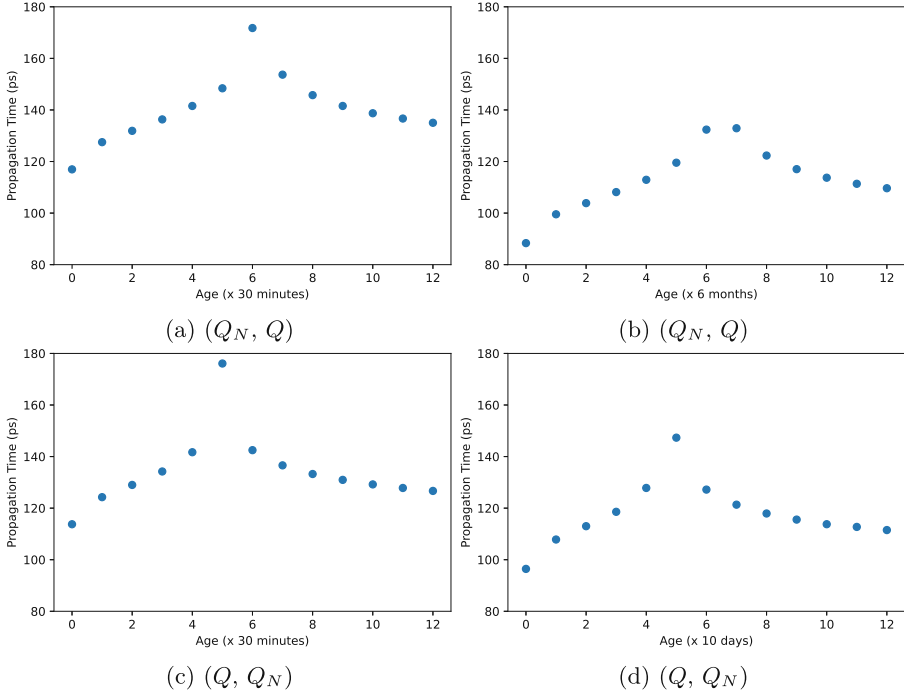 180
160
140
120
100
80
Propagation Time (ps)
0 2 4 6 8 10 12
Age (x 30 minutes)
(a) (Q_N, Q)
180
160
140
120
100
80
Propagation Time (ps)
0 2 4 6 8 10 12
Age (x 6 months)
(b) (Q_N, Q)
180
160
140
120
100
80
Propagation Time (ps)
0 2 4 6 8 10 12
Age (x 30 minutes)
(c) (Q, Q_N)
180
160
140
120
100
80
Propagation Time (ps)
0 2 4 6 8 10 12
Age (x 10 days)
(d) (Q, Q_N)